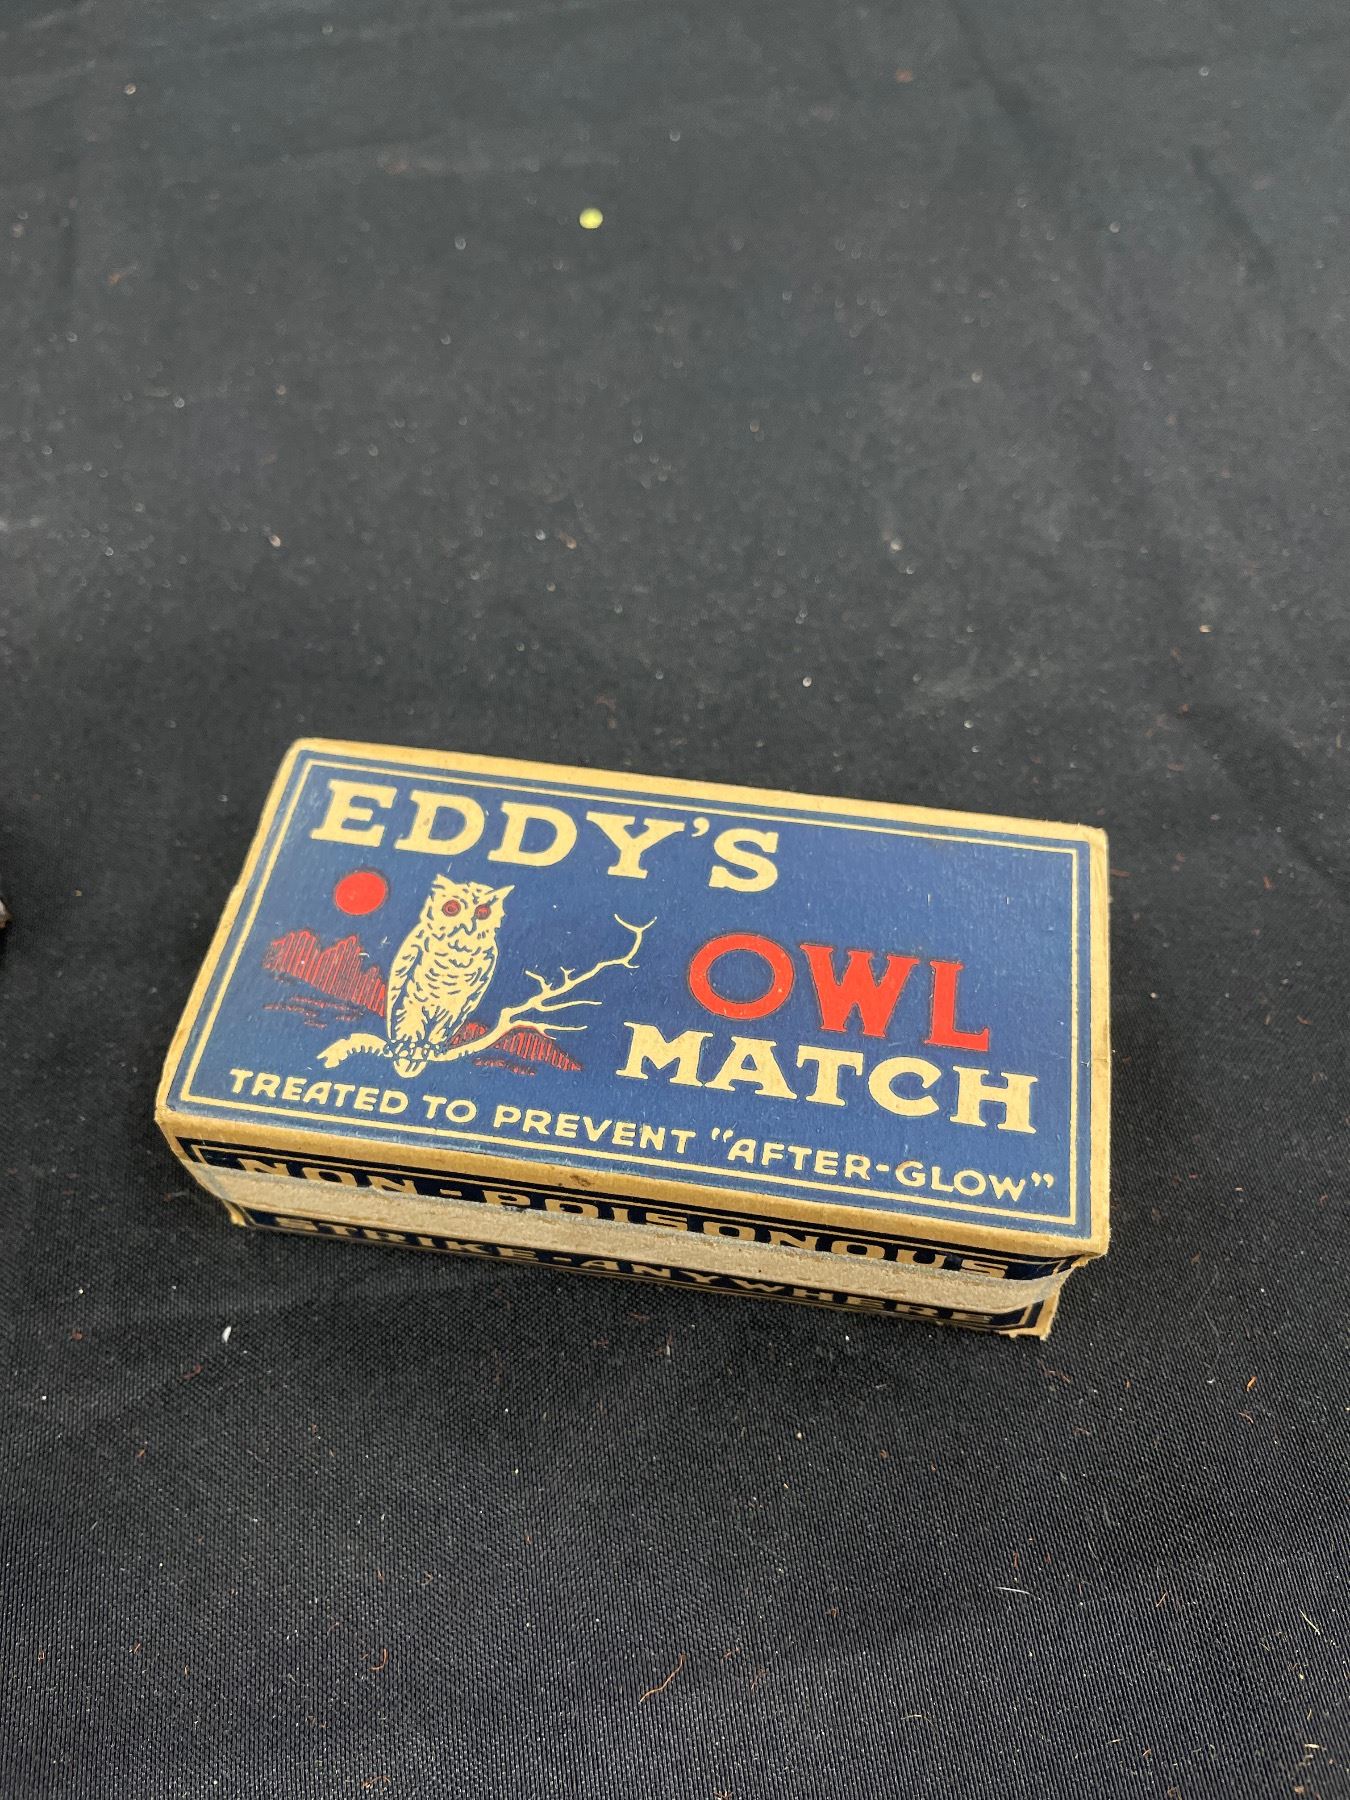 EDDY'S
OWL
MATCH
TREATED TO PREVENT "AFTER-GLOW"
NON-POISONOUS
STRIKE-ANYWHERE